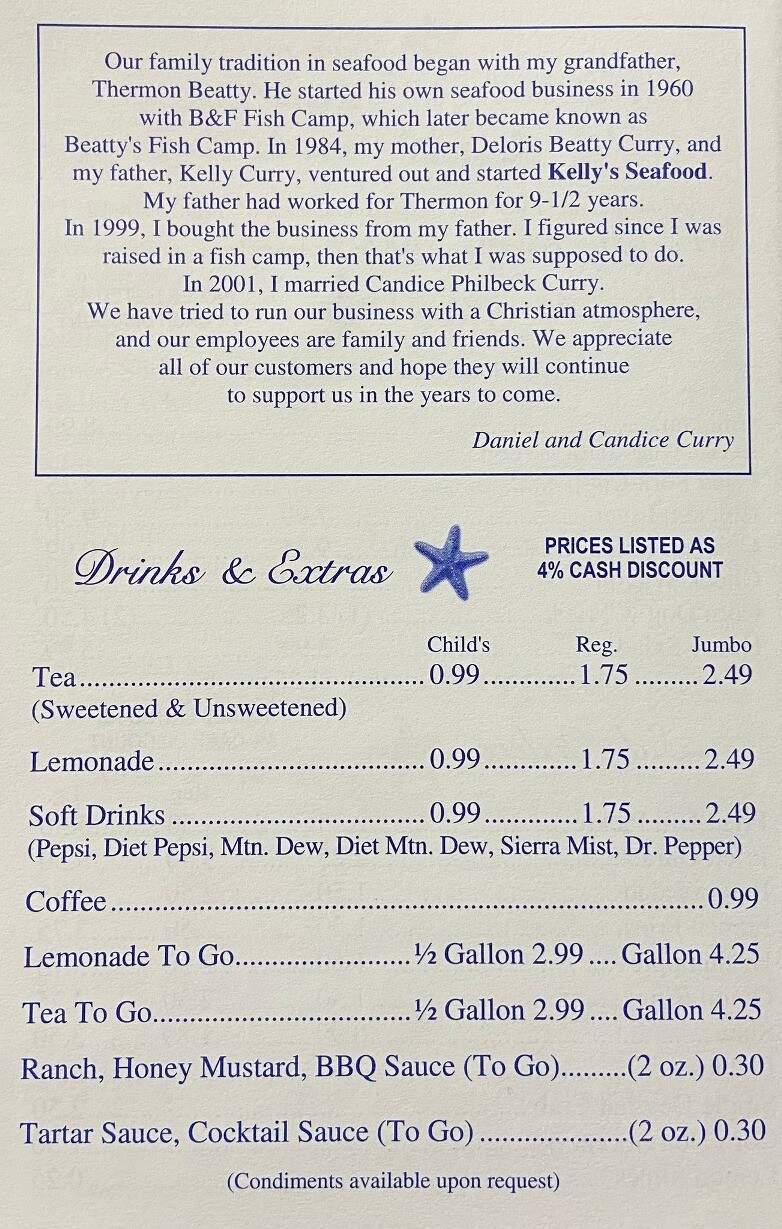 Our family tradition in seafood began with my grandfather,
Thermon Beatty. He started his own seafood business in 1960
with B&F Fish Camp, which later became known as
Beatty's Fish Camp. In 1984, my mother, Deloris Beatty Curry, and
my father, Kelly Curry, ventured out and started Kelly's Seafood.
My father had worked for Thermon for 9-1/2 years.
In 1999, I bought the business from my father. I figured since I was
raised in a fish camp, then that's what I was supposed to do.
In 2001, I married Candice Philbeck Curry.
We have tried to run our business with a Christian atmosphere,
and our employees are family and friends. We appreciate
all of our customers and hope they will continue
to support us in the years to come.
Daniel and Candice Curry
Drinks & Extras
PRICES LISTED AS
4% CASH DISCOUNT
Child's Reg. Jumbo
Tea.............................................0.99............1.75.........2.49
(Sweetened & Unsweetened)
Lemonade..................................0.99............1.75.........2.49
Soft Drinks.................................0.99............1.75.........2.49
(Pepsi, Diet Pepsi, Mtn. Dew, Diet Mtn. Dew, Sierra Mist, Dr. Pepper)
Coffee..............................................................................0.99
Lemonade To Go.......................½ Gallon 2.99....Gallon 4.25
Tea To Go..................................½ Gallon 2.99....Gallon 4.25
Ranch, Honey Mustard, BBQ Sauce (To Go).........(2 oz.) 0.30
Tartar Sauce, Cocktail Sauce (To Go)....................(2 oz.) 0.30
(Condiments available upon request)